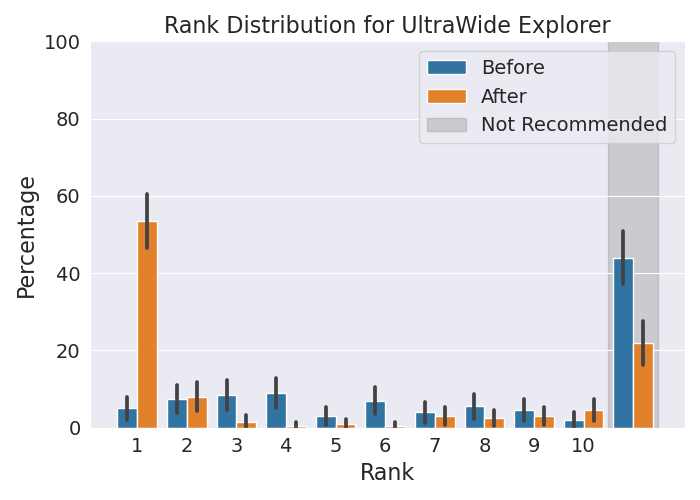 Rank Distribution for UltraWide Explorer
100
80
60
40
20
0
Percentage
Before
After
Not Recommended
1 2 3 4 5 6 7 8 9 10
Rank